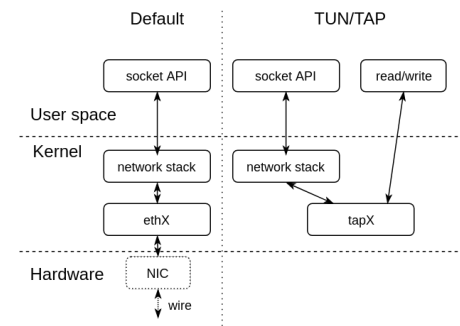 Default
TUN/TAP
socket API
socket API
read/write
User space
Kernel
network stack
network stack
ethX
tapX
Hardware
NIC
wire